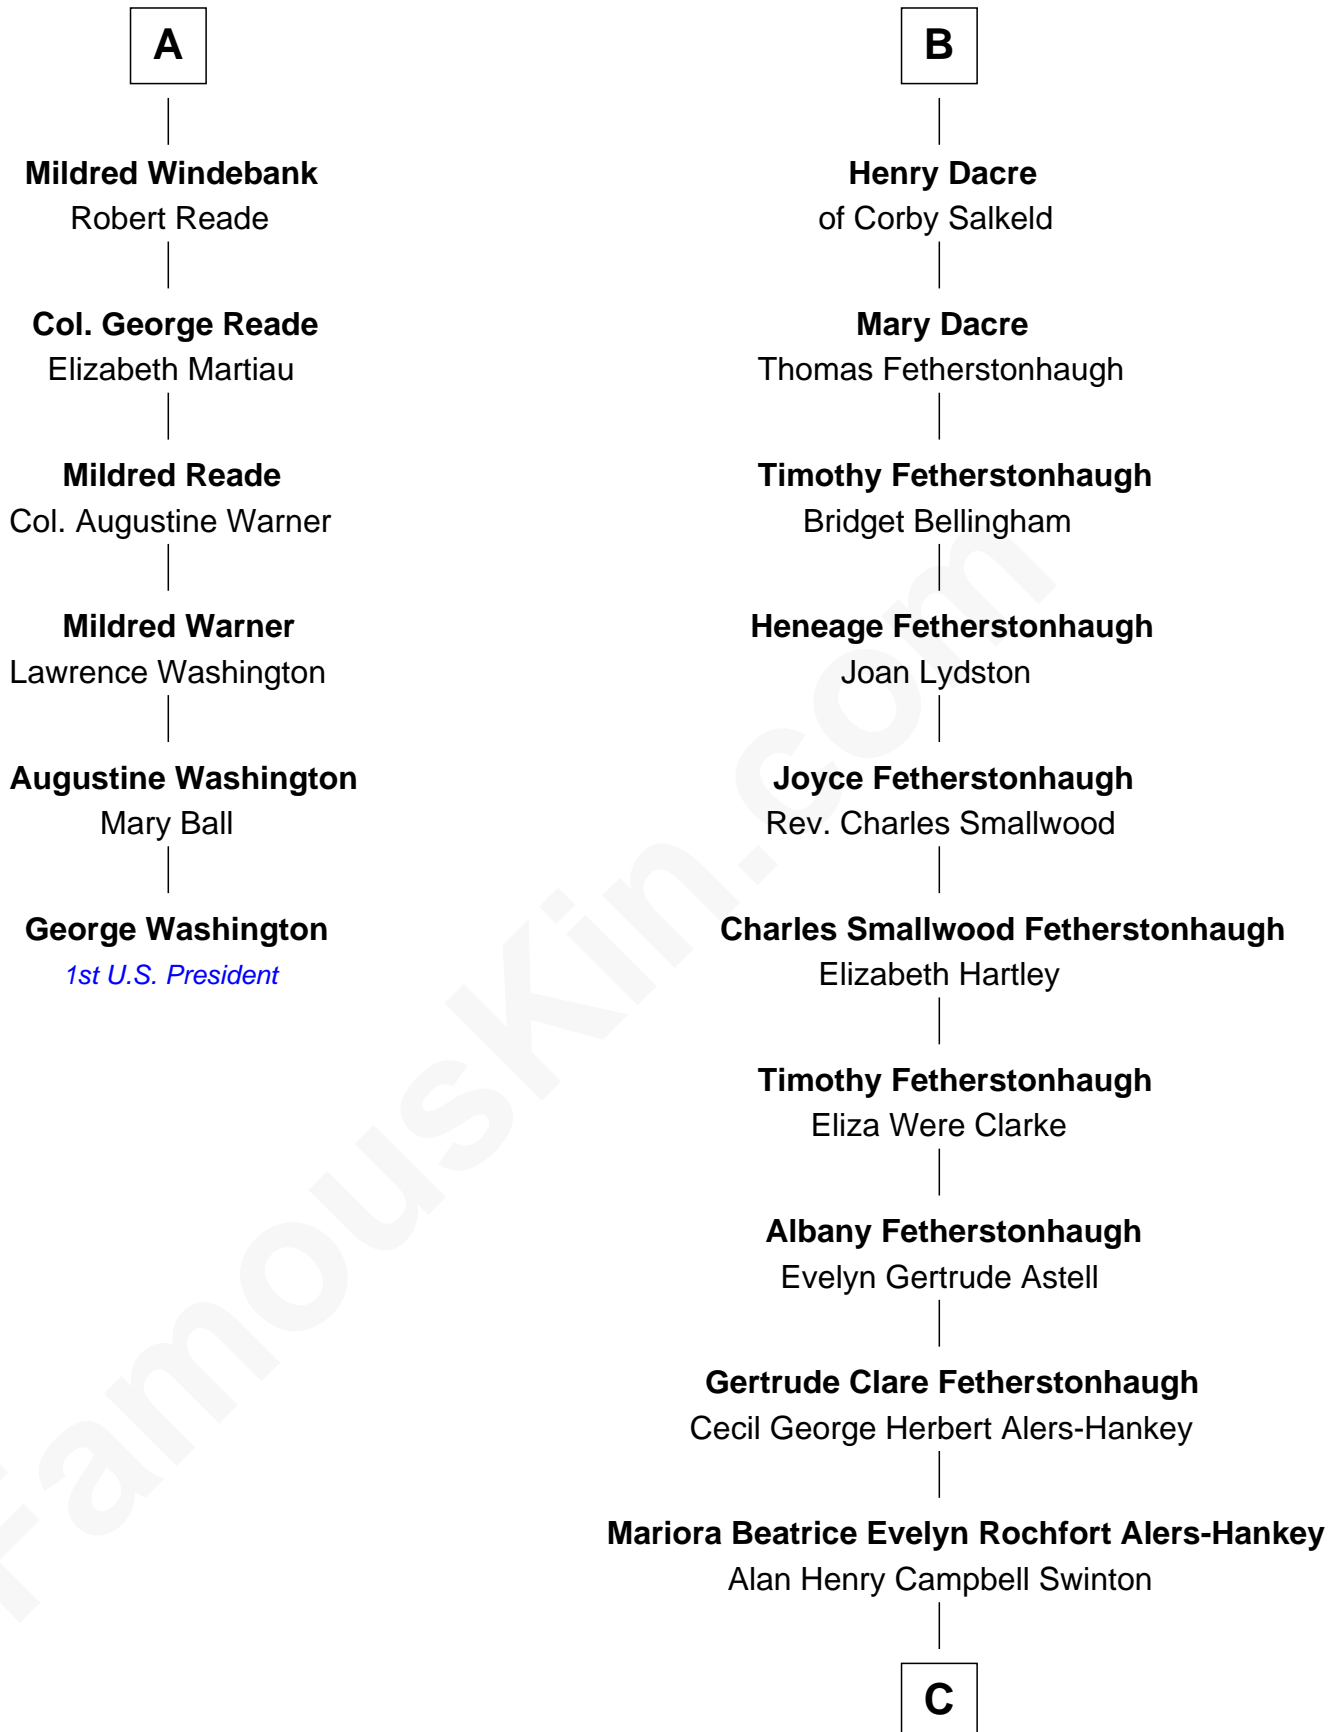 A
Mildred Windebank
Robert Reade
Col. George Reade
Elizabeth Martiau
Mildred Reade
Col. Augustine Warner
Mildred Warner
Lawrence Washington
Augustine Washington
Mary Ball
George Washington
1st U.S. President
B
Henry Dacre
of Corby Salkeld
Mary Dacre
Thomas Fetherstonhaugh
Timothy Fetherstonhaugh
Bridget Bellingham
Heneage Fetherstonhaugh
Joan Lydston
Joyce Fetherstonhaugh
Rev. Charles Smallwood
Charles Smallwood Fetherstonhaugh
Elizabeth Hartley
Timothy Fetherstonhaugh
Eliza Were Clarke
Albany Fetherstonhaugh
Evelyn Gertrude Astell
Gertrude Clare Fetherstonhaugh
Cecil George Herbert Alers-Hankey
Mariora Beatrice Evelyn Rochfort Alers-Hankey
Alan Henry Campbell Swinton
C
FamousKin.com